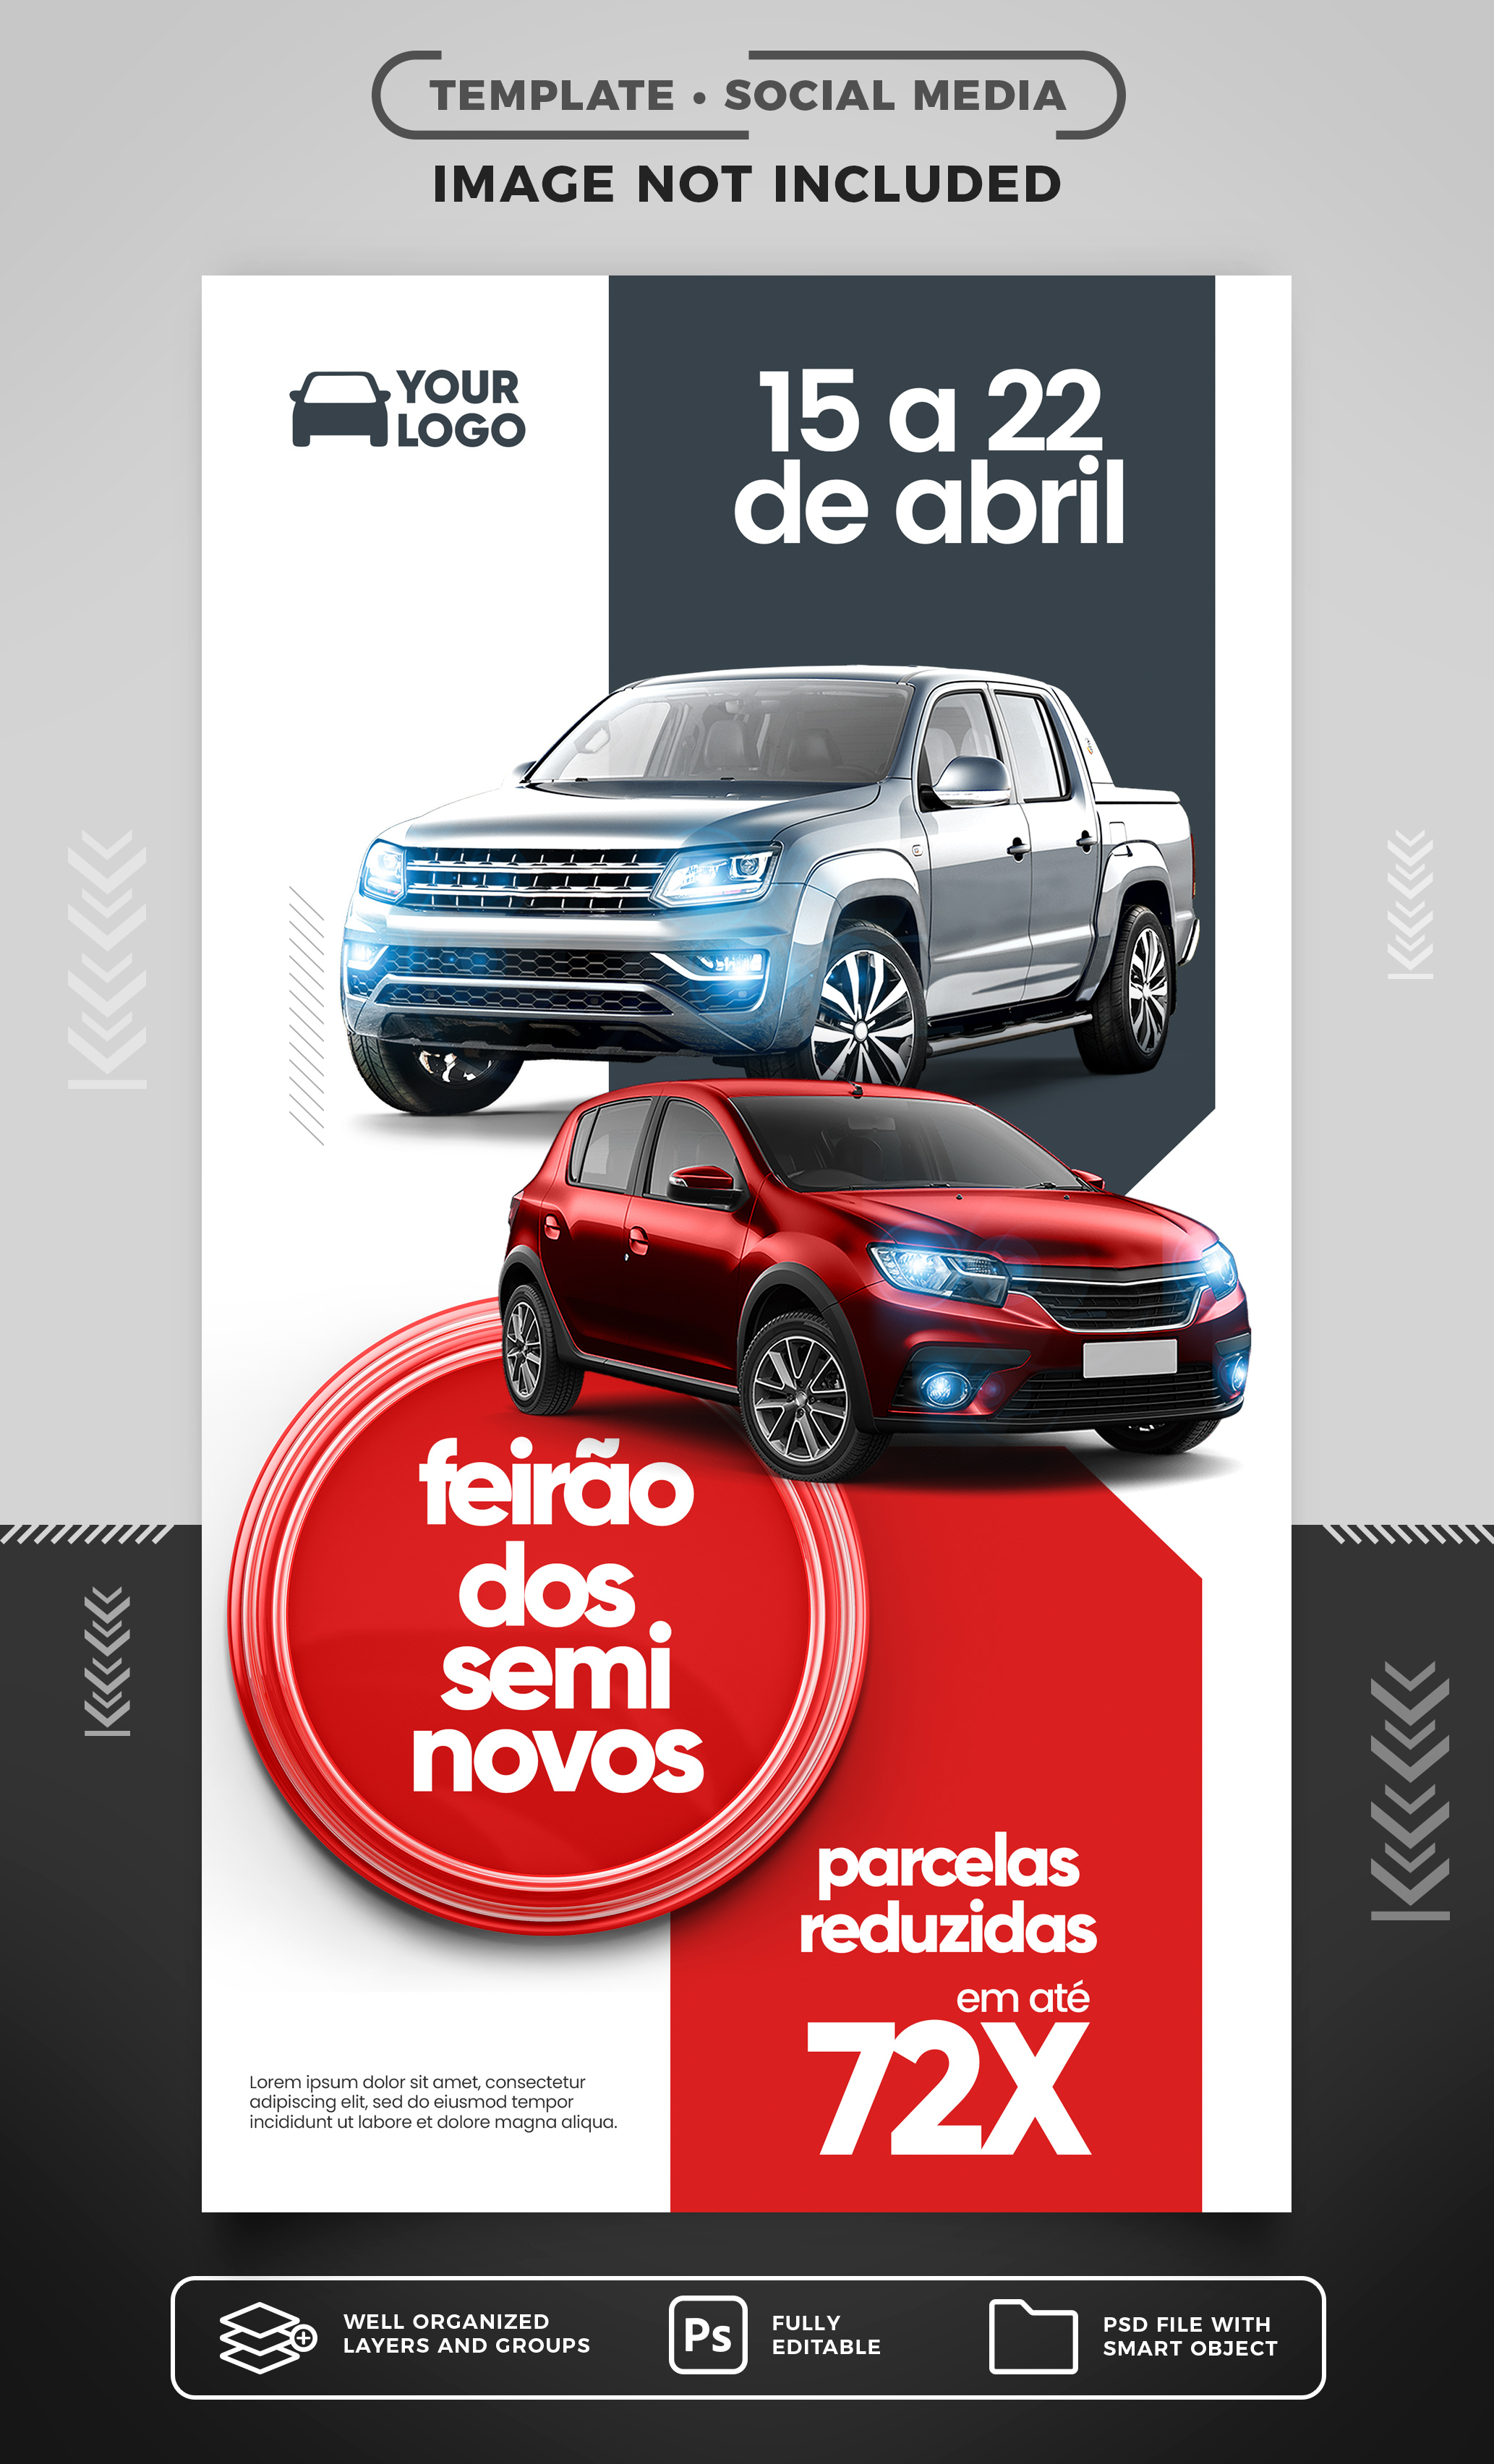 TEMPLATE • SOCIAL MEDIA
IMAGE NOT INCLUDED
YOUR
LOGO
15 a 22
de abril
feirão
dos
semi
novos
parcelas
reduzidas
em até
72X
Lorem ipsum dolor sit amet, consectetur
adipiscing elit, sed do eiusmod tempor
incididunt ut labore et dolore magna aliqua.
WELL ORGANIZED
LAYERS AND GROUPS
Ps
FULLY
EDITABLE
PSD FILE WITH
SMART OBJECT